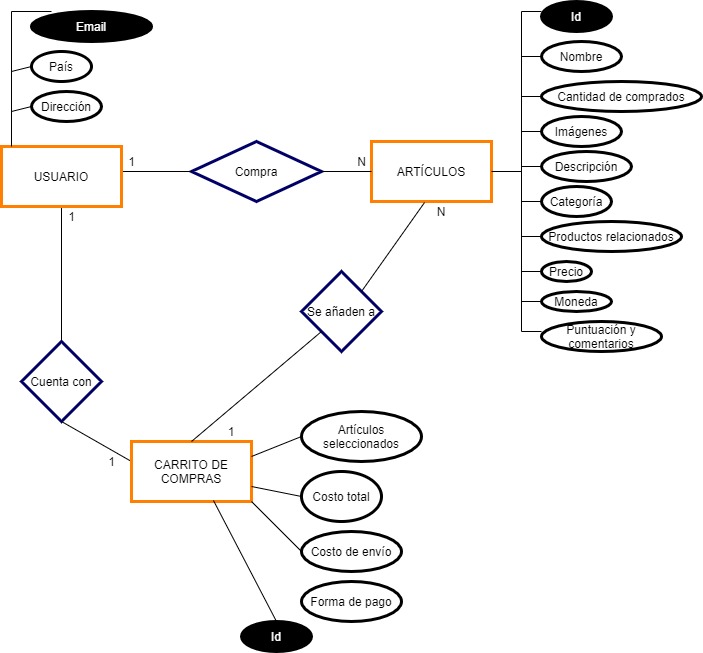 Email
País
Dirección
USUARIO
1
Compra
N
ARTÍCULOS
Id
Nombre
Cantidad de comprados
Imágenes
Descripción
Categoría
Productos relacionados
Precio
Moneda
Puntuación y
comentarios
1
N
Se añaden a
Cuenta con
1
1
CARRITO DE
COMPRAS
Artículos
seleccionados
Costo total
Costo de envío
Forma de pago
Id